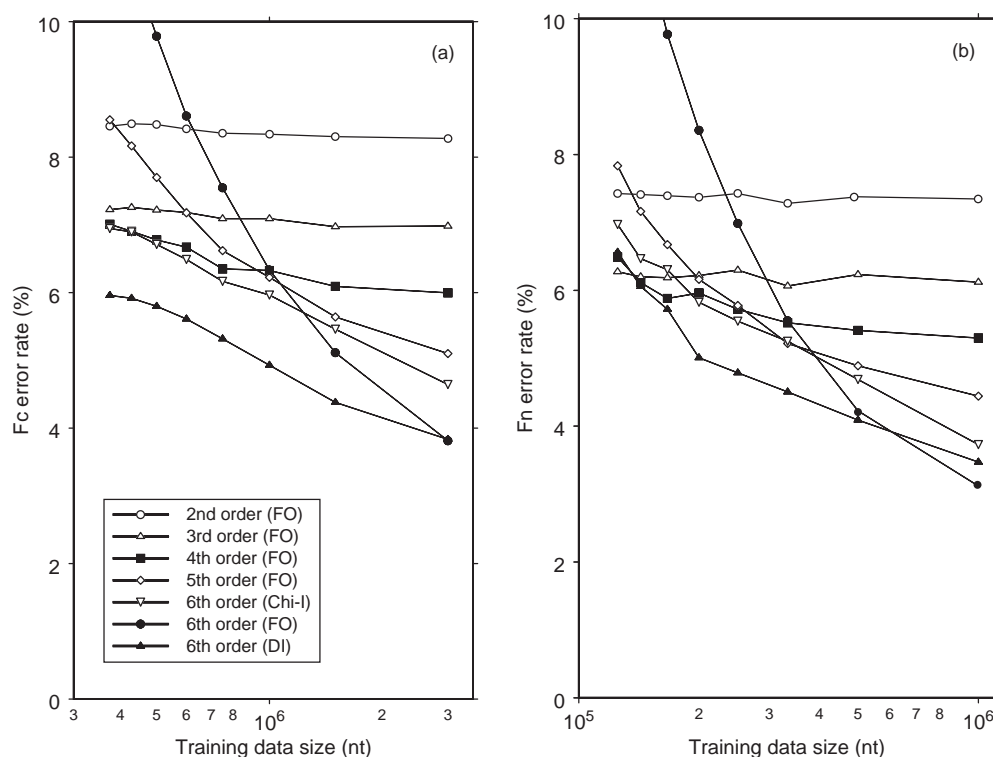 10
8
6
4
2
0
Fc error rate (%)
(a)
2nd order (FO)
3rd order (FO)
4th order (FO)
5th order (FO)
6th order (Chi-I)
6th order (FO)
6th order (DI)
3 4 5 6 7 8 10⁶ 2 3
Training data size (nt)
10
8
6
4
2
0
Fn error rate (%)
(b)
10⁵ 2 3 4 5 6 7 8 10⁶
Training data size (nt)